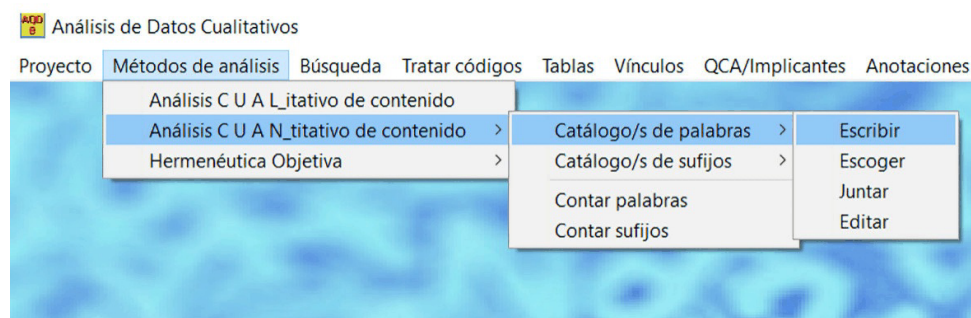 AQD
8
Análisis de Datos Cualitativos
Proyecto Métodos de análisis Búsqueda Tratar códigos Tablas Vínculos QCA/Implicantes Anotaciones
Análisis C U A L_itativo de contenido
Análisis C U A N_titativo de contenido >
Hermenéutica Objetiva >
Catálogo/s de palabras >
Catálogo/s de sufijos >
Contar palabras
Contar sufijos
Escribir
Escoger
Juntar
Editar